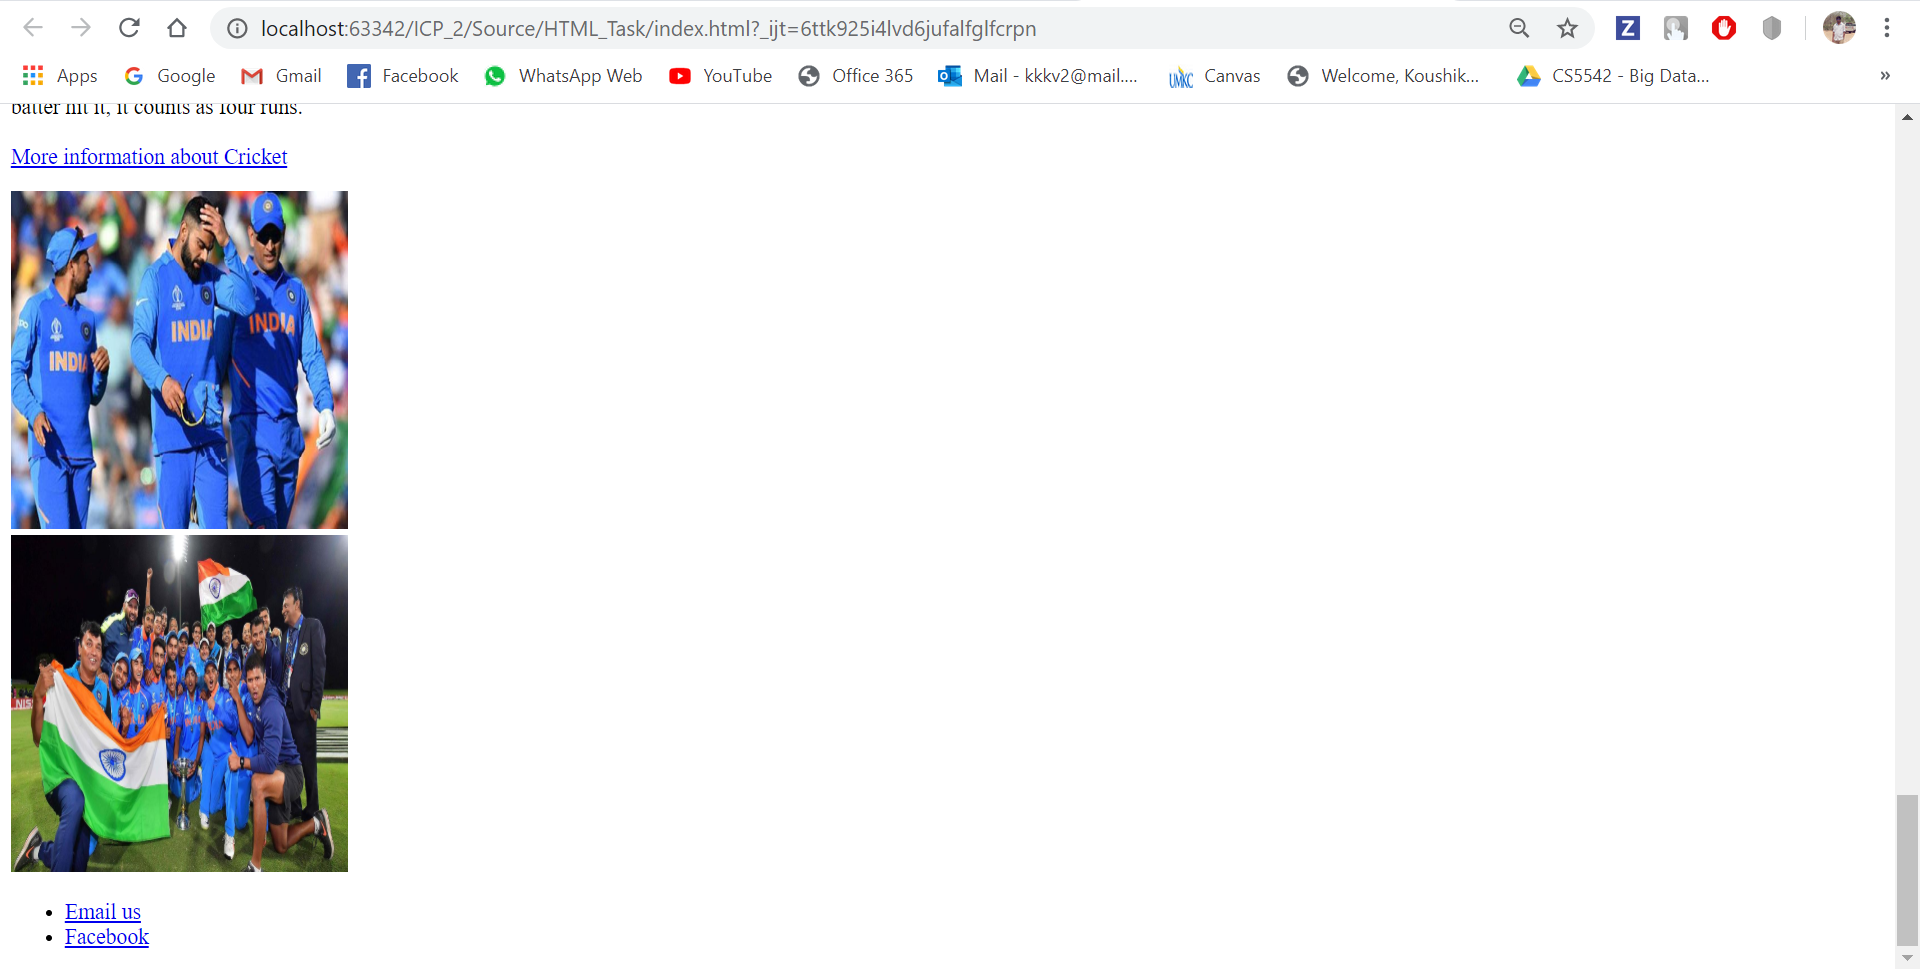 localhost:63342/ICP_2/Source/HTML_Task/index.html?_ijt=6ttk925i4lvd6jufalfglfcrpn
Apps Google Gmail Facebook WhatsApp Web YouTube Office 365 Mail - kkkv2@mail.... UMKC Canvas Welcome, Koushik... CS5542 - Big Data... »
batter hit it, it counts as four runs.
More information about Cricket
INDIA INDIA INDIA
NIS
Email us
Facebook